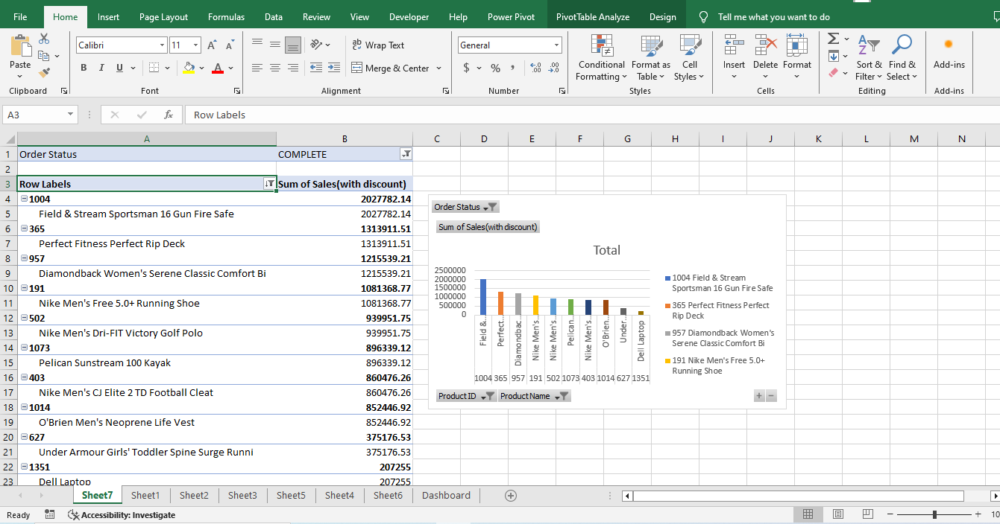 File Home Insert Page Layout Formulas Data Review View Developer Help Power Pivot PivotTable Analyze Design Tell me what you want to do
Paste
Clipboard
Calibri 11
B I U A
Font
ab Wrap Text
Merge & Center
Alignment
General
$ % , .00
Number
Conditional Formatting
Format as Table
Cell Styles
Styles
Insert Delete Format
Cells
Sort & Filter
Find & Select
Editing
Add-ins
Add-ins
A3 fx Row Labels
A B C D E F G H I J K L M N
1 Order Status COMPLETE
2
3 Row Labels Sum of Sales(with discount)
4 1004 2027782.14
5 Field & Stream Sportsman 16 Gun Fire Safe 2027782.14
6 365 1313911.51
7 Perfect Fitness Perfect Rip Deck 1313911.51
8 957 1215539.21
9 Diamondback Women's Serene Classic Comfort Bi 1215539.21
10 191 1081368.77
11 Nike Men's Free 5.0+ Running Shoe 1081368.77
12 502 939951.75
13 Nike Men's Dri-FIT Victory Golf Polo 939951.75
14 1073 896339.12
15 Pelican Sunstream 100 Kayak 896339.12
16 403 860476.26
17 Nike Men's CJ Elite 2 TD Football Cleat 860476.26
18 1014 852446.92
19 O'Brien Men's Neoprene Life Vest 852446.92
20 627 375176.53
21 Under Armour Girls' Toddler Spine Surge Runni 375176.53
22 1351 207255
23 Dell Laptop 207255
Order Status
Sum of Sales(with discount)
Total
2500000
2000000
1500000
1000000
500000
0
Field &... Perfect... Diamondbac... Nike Men's... Nike Men's... Pelican... Nike Men's... O'Brien... Under... Dell Laptop
1004 365 957 191 502 1073 403 1014 627 1351
1004 Field & Stream
Sportsman 16 Gun Fire Safe
365 Perfect Fitness Perfect
Rip Deck
957 Diamondback Women's
Serene Classic Comfort Bi
191 Nike Men's Free 5.0+
Running Shoe
ProductID Product Name
Sheet7 Sheet1 Sheet2 Sheet3 Sheet5 Sheet4 Sheet6 Dashboard
Ready Accessibility: Investigate 10